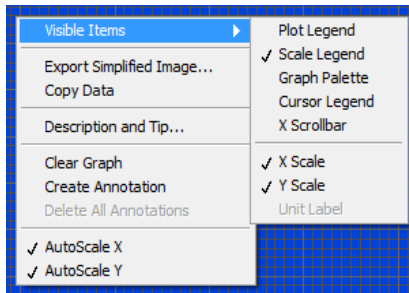 Visible Items
Export Simplified Image...
Copy Data
Description and Tip...
Clear Graph
Create Annotation
Delete All Annotations
AutoScale X
AutoScale Y
Plot Legend
Scale Legend
Graph Palette
Cursor Legend
X Scrollbar
X Scale
Y Scale
Unit Label